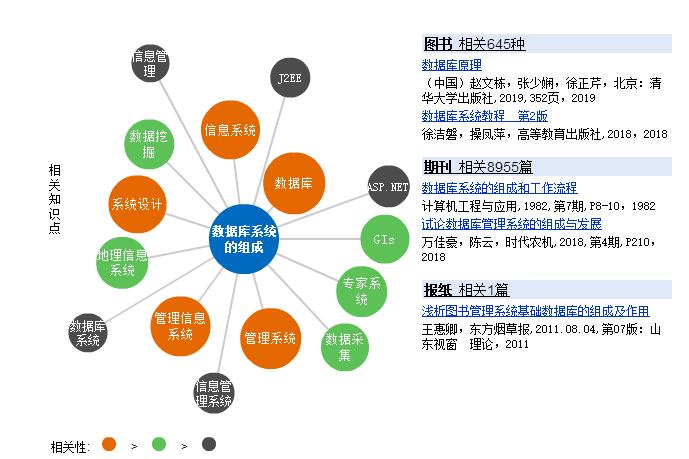 信息管
理
J2EE
信息系统
数据挖
掘
数据库
ASP.NET
系统设计
数据库系统
的组成
GIs
地理信息
系统
专家系
统
管理信息
系统
管理系统
数据库
系统
数据采
集
信息管
理系统
相
关
知
识
点
相关性: > >
图书 相关645种
数据库原理
（中国）赵文栋，张少娴，徐正芹，北京：清
华大学出版社,2019,352页，2019
数据库系统教程　第2版
徐洁磐，操凤萍，高等教育出版社,2018，2018
期刊 相关8955篇
数据库系统的组成和工作流程
计算机工程与应用,1982,第7期,P8-10，1982
试论数据库管理系统的组成与发展
万佳豪，陈云，时代农机,2018,第4期,P210，
2018
报纸 相关1篇
浅析图书管理系统基础数据库的组成及作用
王惠卿，东方烟草报,2011.08.04,第07版：山
东视窗　理论，2011